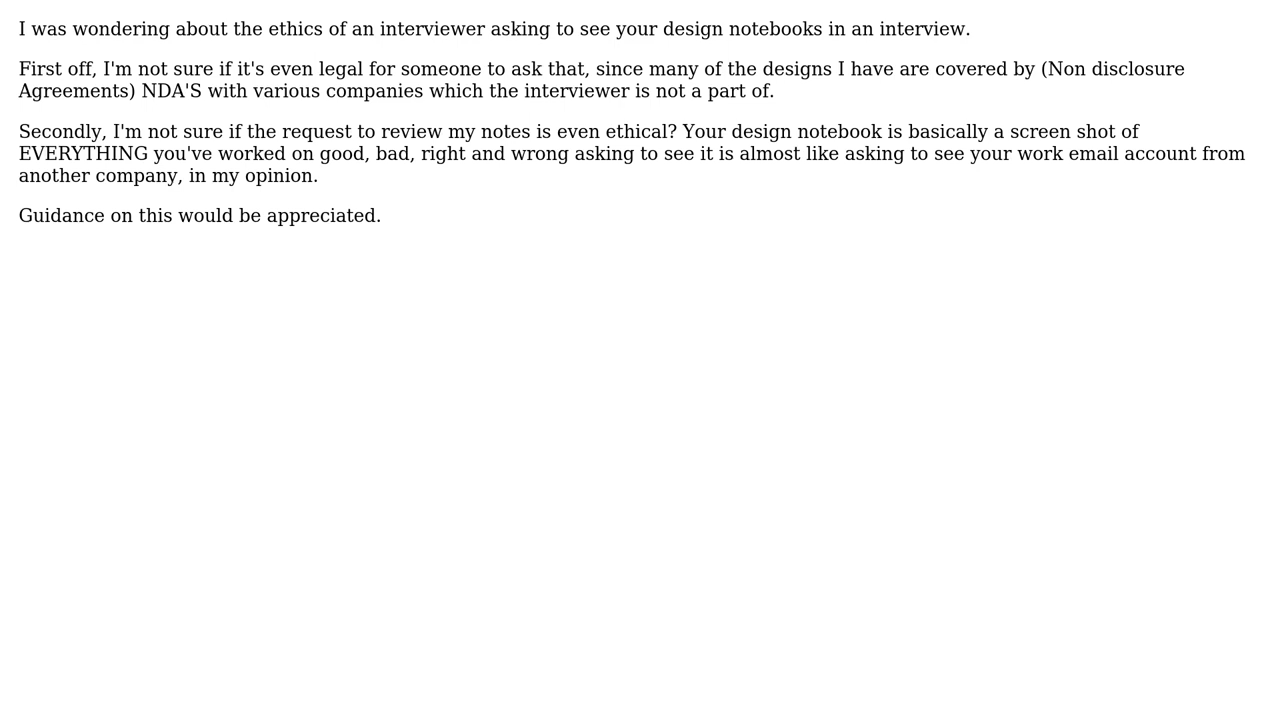 I was wondering about the ethics of an interviewer asking to see your design notebooks in an interview.
First off, I'm not sure if it's even legal for someone to ask that, since many of the designs I have are covered by (Non disclosure
Agreements) NDA'S with various companies which the interviewer is not a part of.
Secondly, I'm not sure if the request to review my notes is even ethical? Your design notebook is basically a screen shot of
EVERYTHING you've worked on good, bad, right and wrong asking to see it is almost like asking to see your work email account from
another company, in my opinion.
Guidance on this would be appreciated.